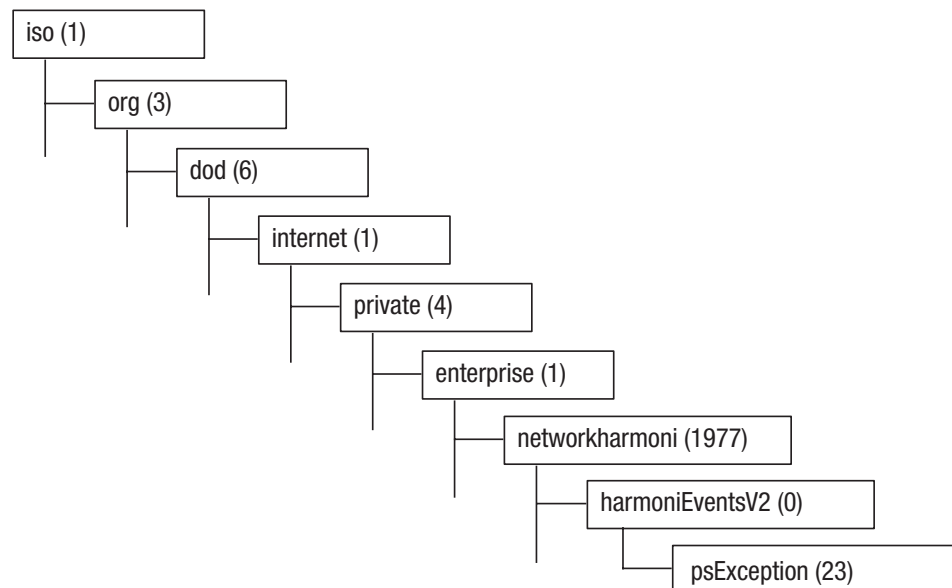 iso (1)
org (3)
dod (6)
internet (1)
private (4)
enterprise (1)
networkharmoni (1977)
harmoniEventsV2 (0)
psException (23)